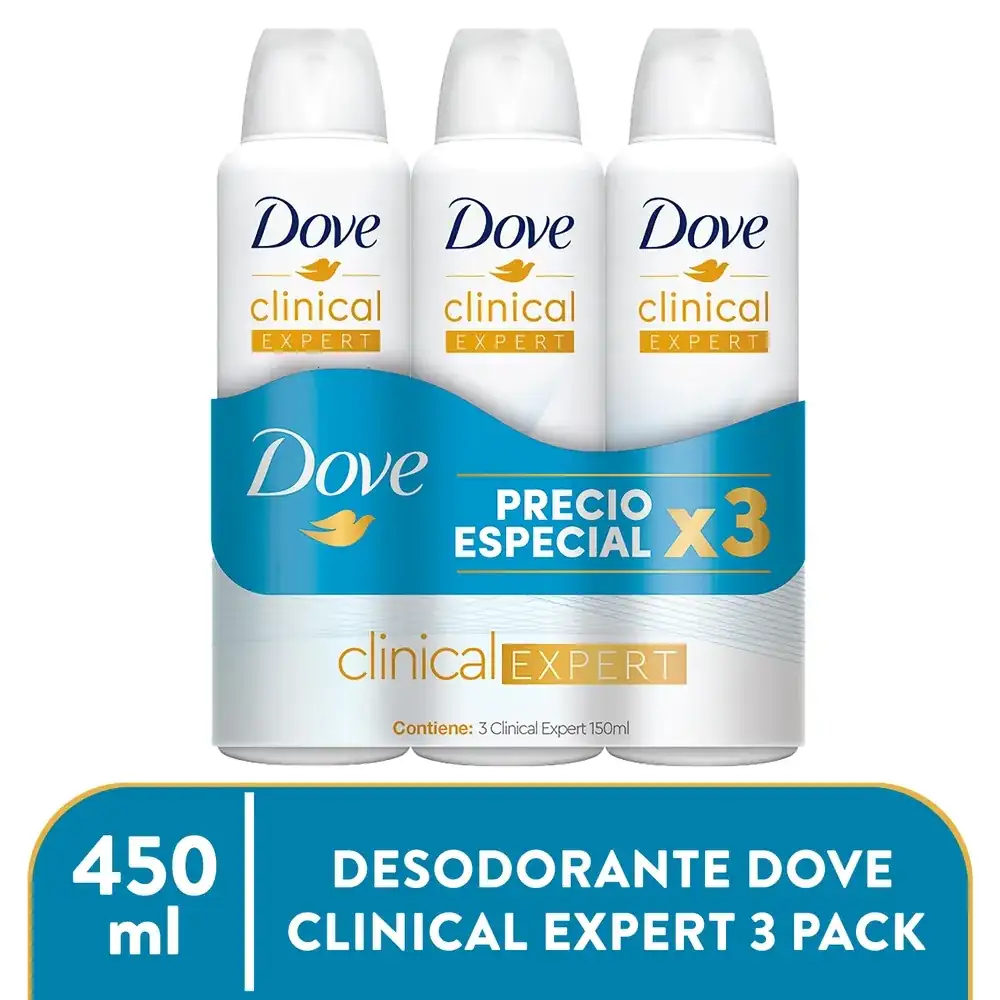 Dove
clinical
EXPERT
Dove
clinical
EXPERT
Dove
clinical
EXPERT
Dove
PRECIO
ESPECIAL x3
clinical EXPERT
Contiene: 3 Clinical Expert 150ml
450
ml
DESODORANTE DOVE
CLINICAL EXPERT 3 PACK